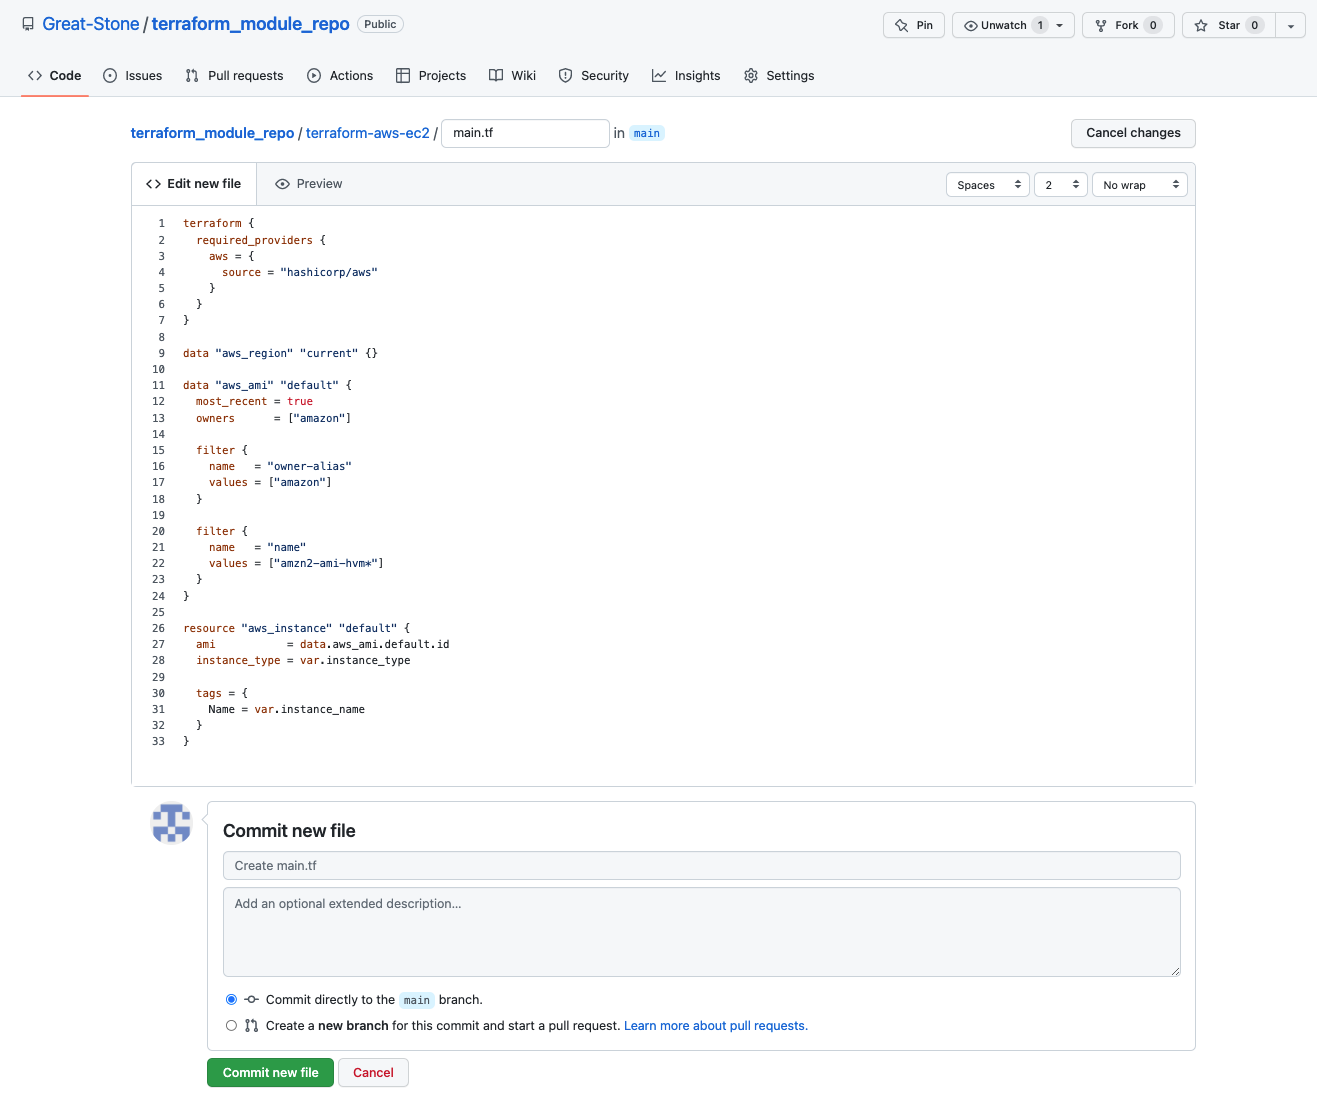 Great-Stone / terraform_module_repo Public Pin Unwatch 1 Fork 0 Star 0
Code Issues Pull requests Actions Projects Wiki Security Insights Settings
terraform_module_repo / terraform-aws-ec2 / main.tf in main Cancel changes
Edit new file Preview Spaces 2 No wrap
1 terraform {
2   required_providers {
3     aws = {
4       source = "hashicorp/aws"
5     }
6   }
7 }
8
9 data "aws_region" "current" {}
10
11 data "aws_ami" "default" {
12   most_recent = true
13   owners      = ["amazon"]
14
15   filter {
16     name   = "owner-alias"
17     values = ["amazon"]
18   }
19
20   filter {
21     name   = "name"
22     values = ["amzn2-ami-hvm*"]
23   }
24 }
25
26 resource "aws_instance" "default" {
27   ami           = data.aws_ami.default.id
28   instance_type = var.instance_type
29
30   tags = {
31     Name = var.instance_name
32   }
33 }
Commit new file
Create main.tf
Add an optional extended description...
Commit directly to the main branch.
Create a new branch for this commit and start a pull request. Learn more about pull requests.
Commit new file Cancel